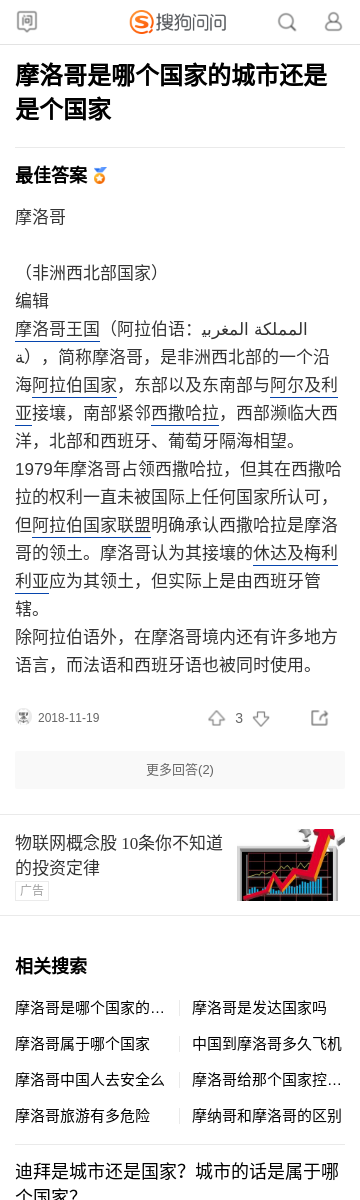 问
搜狗问问
摩洛哥是哪个国家的城市还是
是个国家
最佳答案
摩洛哥
（非洲西北部国家）
编辑
摩洛哥王国（阿拉伯语：المملكة المغربي
ة），简称摩洛哥，是非洲西北部的一个沿
海阿拉伯国家，东部以及东南部与阿尔及利
亚接壤，南部紧邻西撒哈拉，西部濒临大西
洋，北部和西班牙、葡萄牙隔海相望。
1979年摩洛哥占领西撒哈拉，但其在西撒哈
拉的权利一直未被国际上任何国家所认可，
但阿拉伯国家联盟明确承认西撒哈拉是摩洛
哥的领土。摩洛哥认为其接壤的休达及梅利
利亚应为其领土，但实际上是由西班牙管
辖。
除阿拉伯语外，在摩洛哥境内还有许多地方
语言，而法语和西班牙语也被同时使用。
2018-11-19 3
更多回答(2)
物联网概念股 10条你不知道
的投资定律
广告
相关搜索
摩洛哥是哪个国家的… 摩洛哥是发达国家吗
摩洛哥属于哪个国家 中国到摩洛哥多久飞机
摩洛哥中国人去安全么 摩洛哥给那个国家控…
摩洛哥旅游有多危险 摩纳哥和摩洛哥的区别
迪拜是城市还是国家？城市的话是属于哪
个国家？